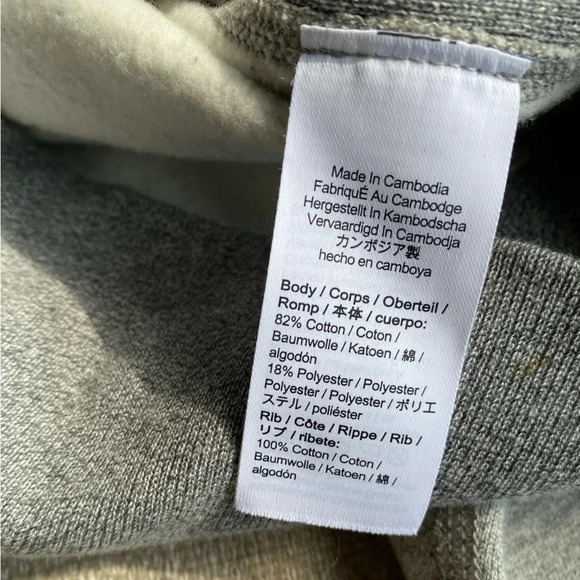 Made In Cambodia
FabriquÉ Au Cambodge
Hergestellt In Kambodscha
Vervaardigd In Cambodja
カンボジア製
hecho en camboya
Body / Corps / Oberteil /
Romp / 本体 / cuerpo:
82% Cotton / Coton /
Baumwolle / Katoen / 綿 /
algodón
18% Polyester / Polyester /
Polyester / Polyester / ポリエ
ステル / poliéster
Rib / Côte / Rippe / Rib /
リブ / ribete:
100% Cotton / Coton /
Baumwolle / Katoen / 綿 /
algodón